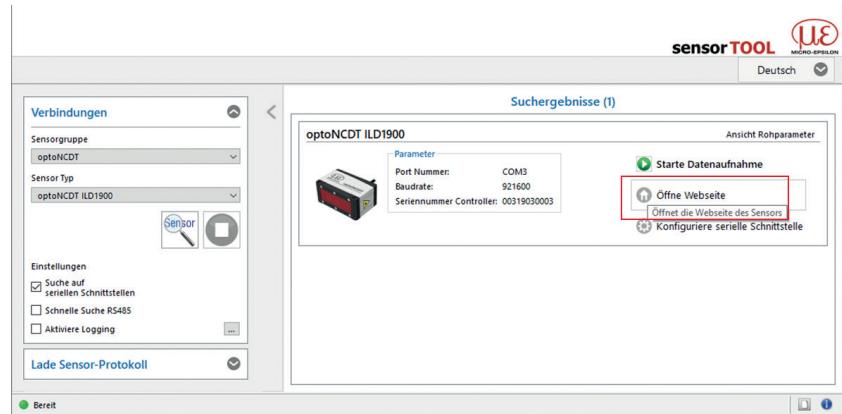 sensorTOOL
με
MICRO-EPSILON
Deutsch
Verbindungen
Sensorgruppe
optoNCDT
Sensor Typ
optoNCDT ILD1900
Sensor
Einstellungen
Suche auf
seriellen Schnittstellen
Schnelle Suche RS485
Aktiviere Logging
...
Lade Sensor-Protokoll
Suchergebnisse (1)
optoNCDT ILD1900
Ansicht Rohparameter
Parameter
Port Nummer: COM3
Baudrate: 921600
Seriennummer Controller: 00319030003
Starte Datenaufnahme
Öffne Webseite
Öffnet die Webseite des Sensors
Konfiguriere serielle Schnittstelle
Bereit